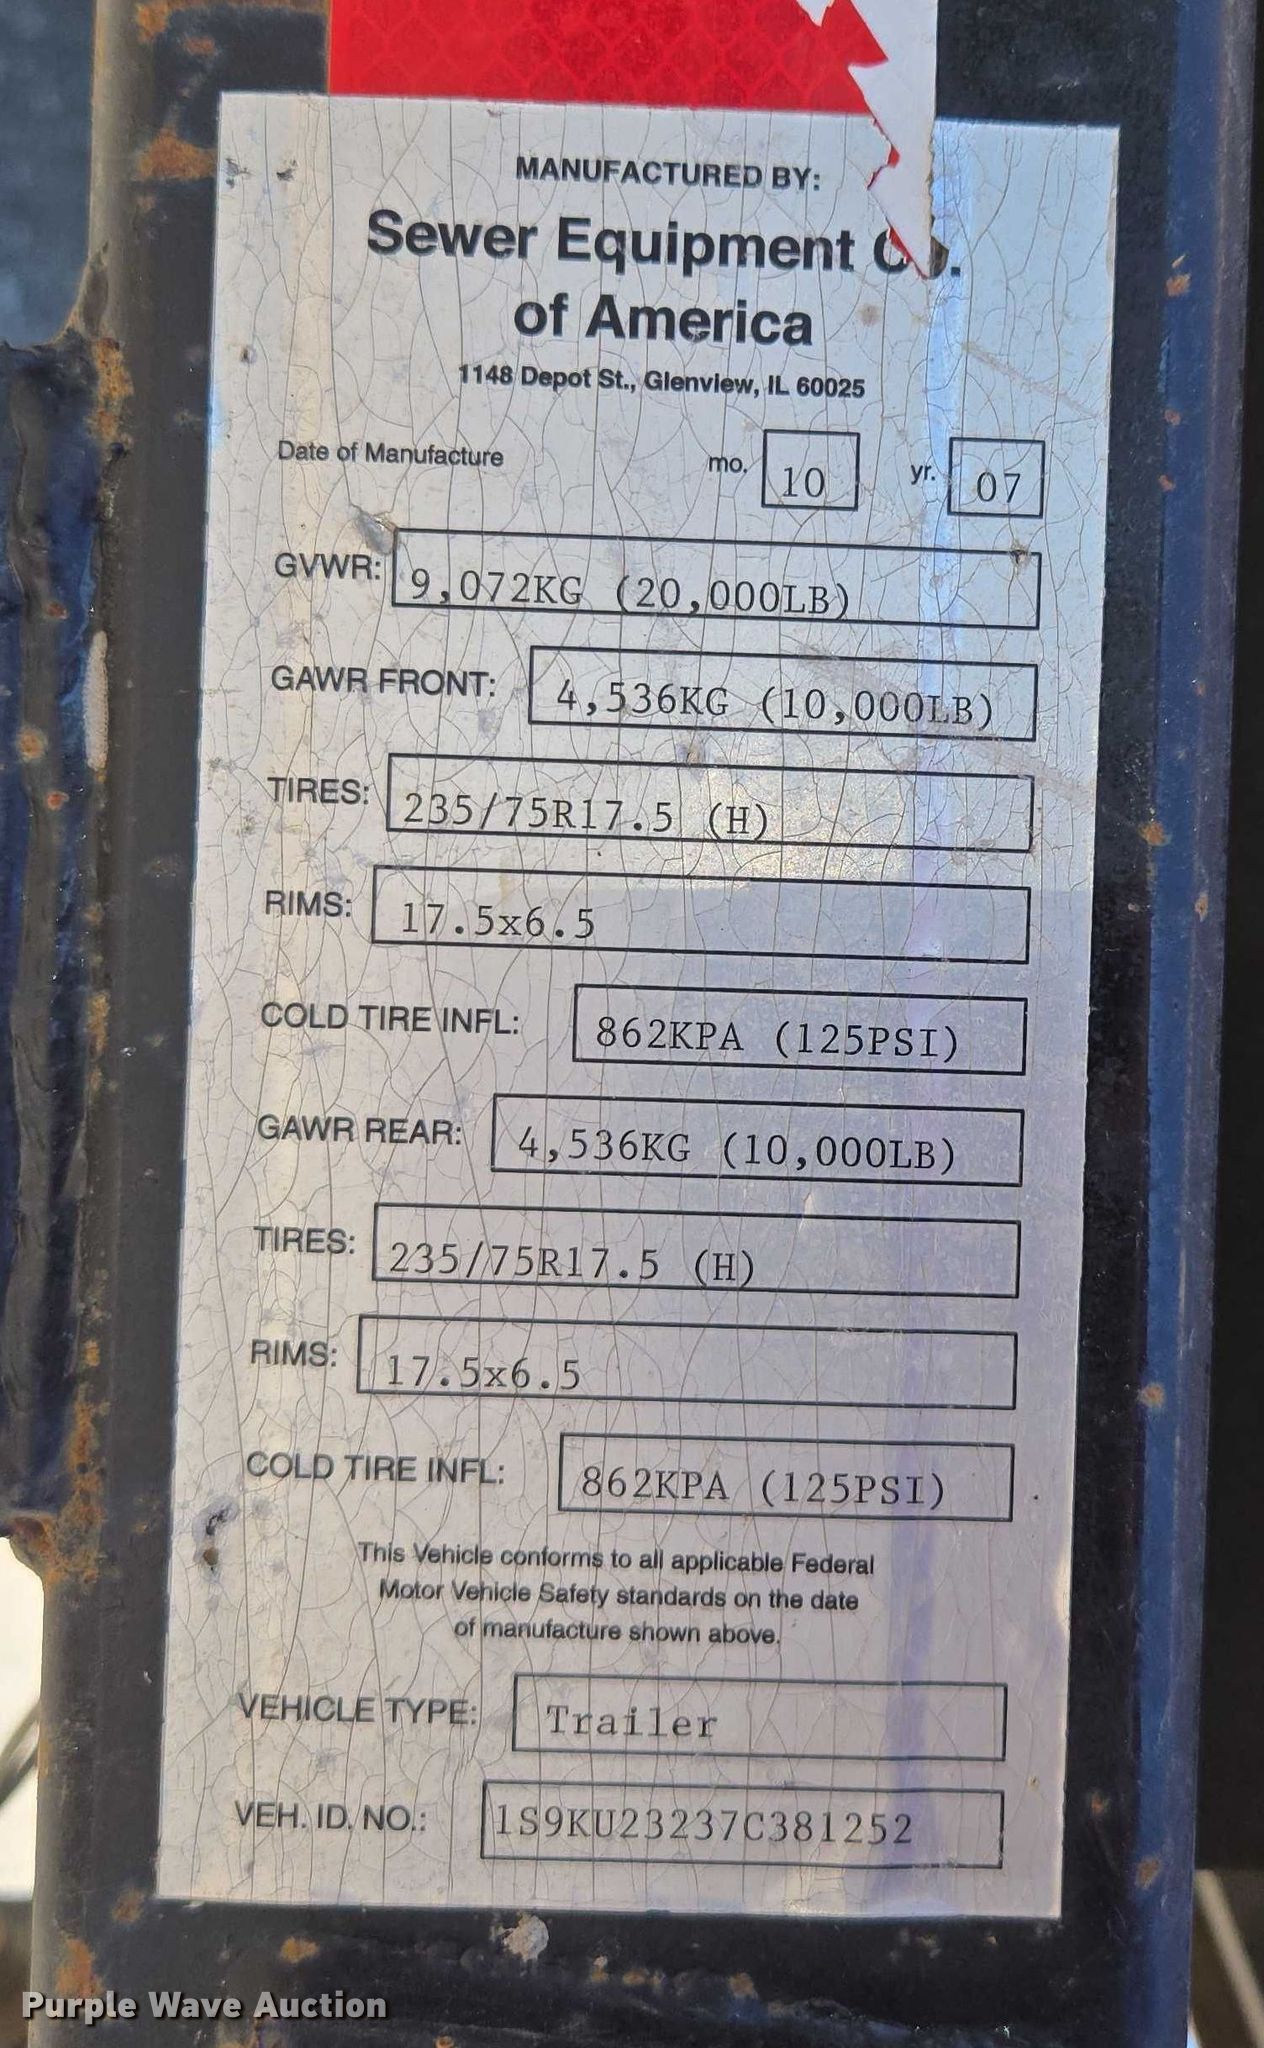 MANUFACTURED BY:
Sewer Equipment Co.
of America
1148 Depot St., Glenview, IL 60025
Date of Manufacture mo. 10 yr. 07
GVWR: 9,072KG (20,000LB)
GAWR FRONT: 4,536KG (10,000LB)
TIRES: 235/75R17.5 (H)
RIMS: 17.5x6.5
COLD TIRE INFL: 862KPA (125PSI)
GAWR REAR: 4,536KG (10,000LB)
TIRES: 235/75R17.5 (H)
RIMS: 17.5x6.5
COLD TIRE INFL: 862KPA (125PSI)
This Vehicle conforms to all applicable Federal
Motor Vehicle Safety standards on the date
of manufacture shown above.
VEHICLE TYPE: Trailer
VEH. ID. NO.: 1S9KU23237C381252
Purple Wave Auction